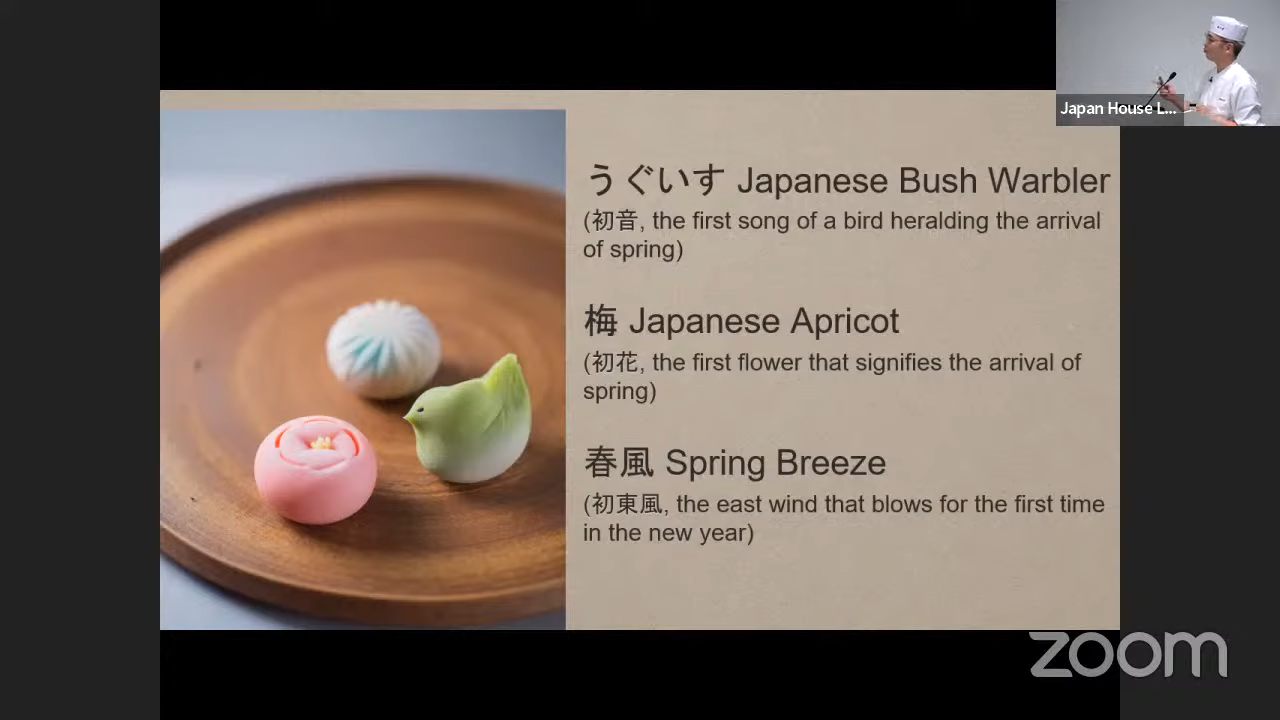 Japan House L...
うぐいす Japanese Bush Warbler
(初音, the first song of a bird heralding the arrival
of spring)
梅 Japanese Apricot
(初花, the first flower that signifies the arrival of
spring)
春風 Spring Breeze
(初東風, the east wind that blows for the first time
in the new year)
zoom